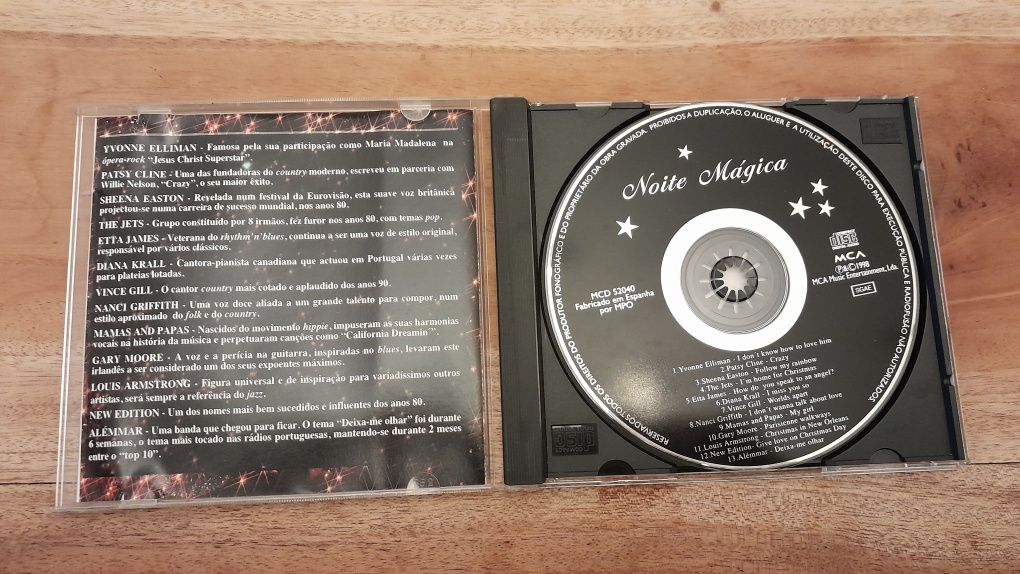 YVONNE ELLIMAN - Famosa pela sua participação como Maria Madalena na
ópera-rock "Jesus Christ Superstar".
PATSY CLINE - Uma das fundadoras do country moderno, escreveu em parceria com
Willie Nelson, "Crazy", o seu maior êxito.
SHEENA EASTON - Revelada num festival da Eurovisão, esta suave voz britânica
projectou-se numa carreira de sucesso mundial, nos anos 80.
THE JETS - Grupo constituído por 8 irmãos, fez furor nos anos 80, com temas pop.
ETTA JAMES - Veterana do rhythm'n'blues, continua a ser uma voz de estilo original,
responsável por vários clássicos.
DIANA KRALL - Cantora-pianista canadiana que actuou em Portugal várias vezes
para plateias lotadas.
VINCE GILL - O cantor country mais cotado e aplaudido dos anos 90.
NANCI GRIFFITH - Uma voz doce aliada a um grande talento para compor, num
estilo aproximado do folk e do country.
MAMAS AND PAPAS - Nascidos do movimento hippie, impuseram as suas harmonias
vocais na história da música e perpetuaram canções como "California Dreamin'".
GARY MOORE - A voz e a perícia na guitarra, inspiradas no blues, levaram este
irlandês a ser considerado um dos seus expoentes máximos.
LOUIS ARMSTRONG - Figura universal e de inspiração para variadíssimos outros
artistas, será sempre a referência do jazz.
NEW EDITION - Um dos nomes mais bem sucedidos e influentes dos anos 80.
ALÉMMAR - Uma banda que chegou para ficar. O tema "Deixa-me olhar" foi durante
6 semanas, o tema mais tocado nas rádios portuguesas, mantendo-se durante 2 meses
entre o "top 10".
RESERVADOS TODOS OS DIREITOS DO PRODUTOR FONOGRÁFICO E DO PROPRIETÁRIO DA OBRA GRAVADA. PROIBIDOS A DUPLICAÇÃO, O ALUGUER E A UTILIZAÇÃO DESTE DISCO PARA EXECUÇÃO PÚBLICA E RADIOFUSÃO NÃO AUTORIZADOS.
Noite Mágica
MCD 52040
Fabricado em Espanha
por MPO
disc
MCA
℗&©1998
MCA Music Entertainment, Lda.
SGAE
1.Yvonne Elliman - I don't know how to love him
2 Patsy Cline - Crazy
3.Sheena Easton - Follow my rainbow
4.The Jets - I'm home for Christmas
5.Etta James - How do you speak to an angel?
6.Diana Krall - I miss you so
7.Vince Gill - Worlds apart
8.Nanci Griffith - I don't wanna talk about love
9 Mamas and Papas - My girl
10.Gary Moore - Parisienne walkways
11.Louis Armstrong - Christmas in New Orleans
12.New Edition- Give love on Christmas Day
13.Alémmar - Deixa-me olhar